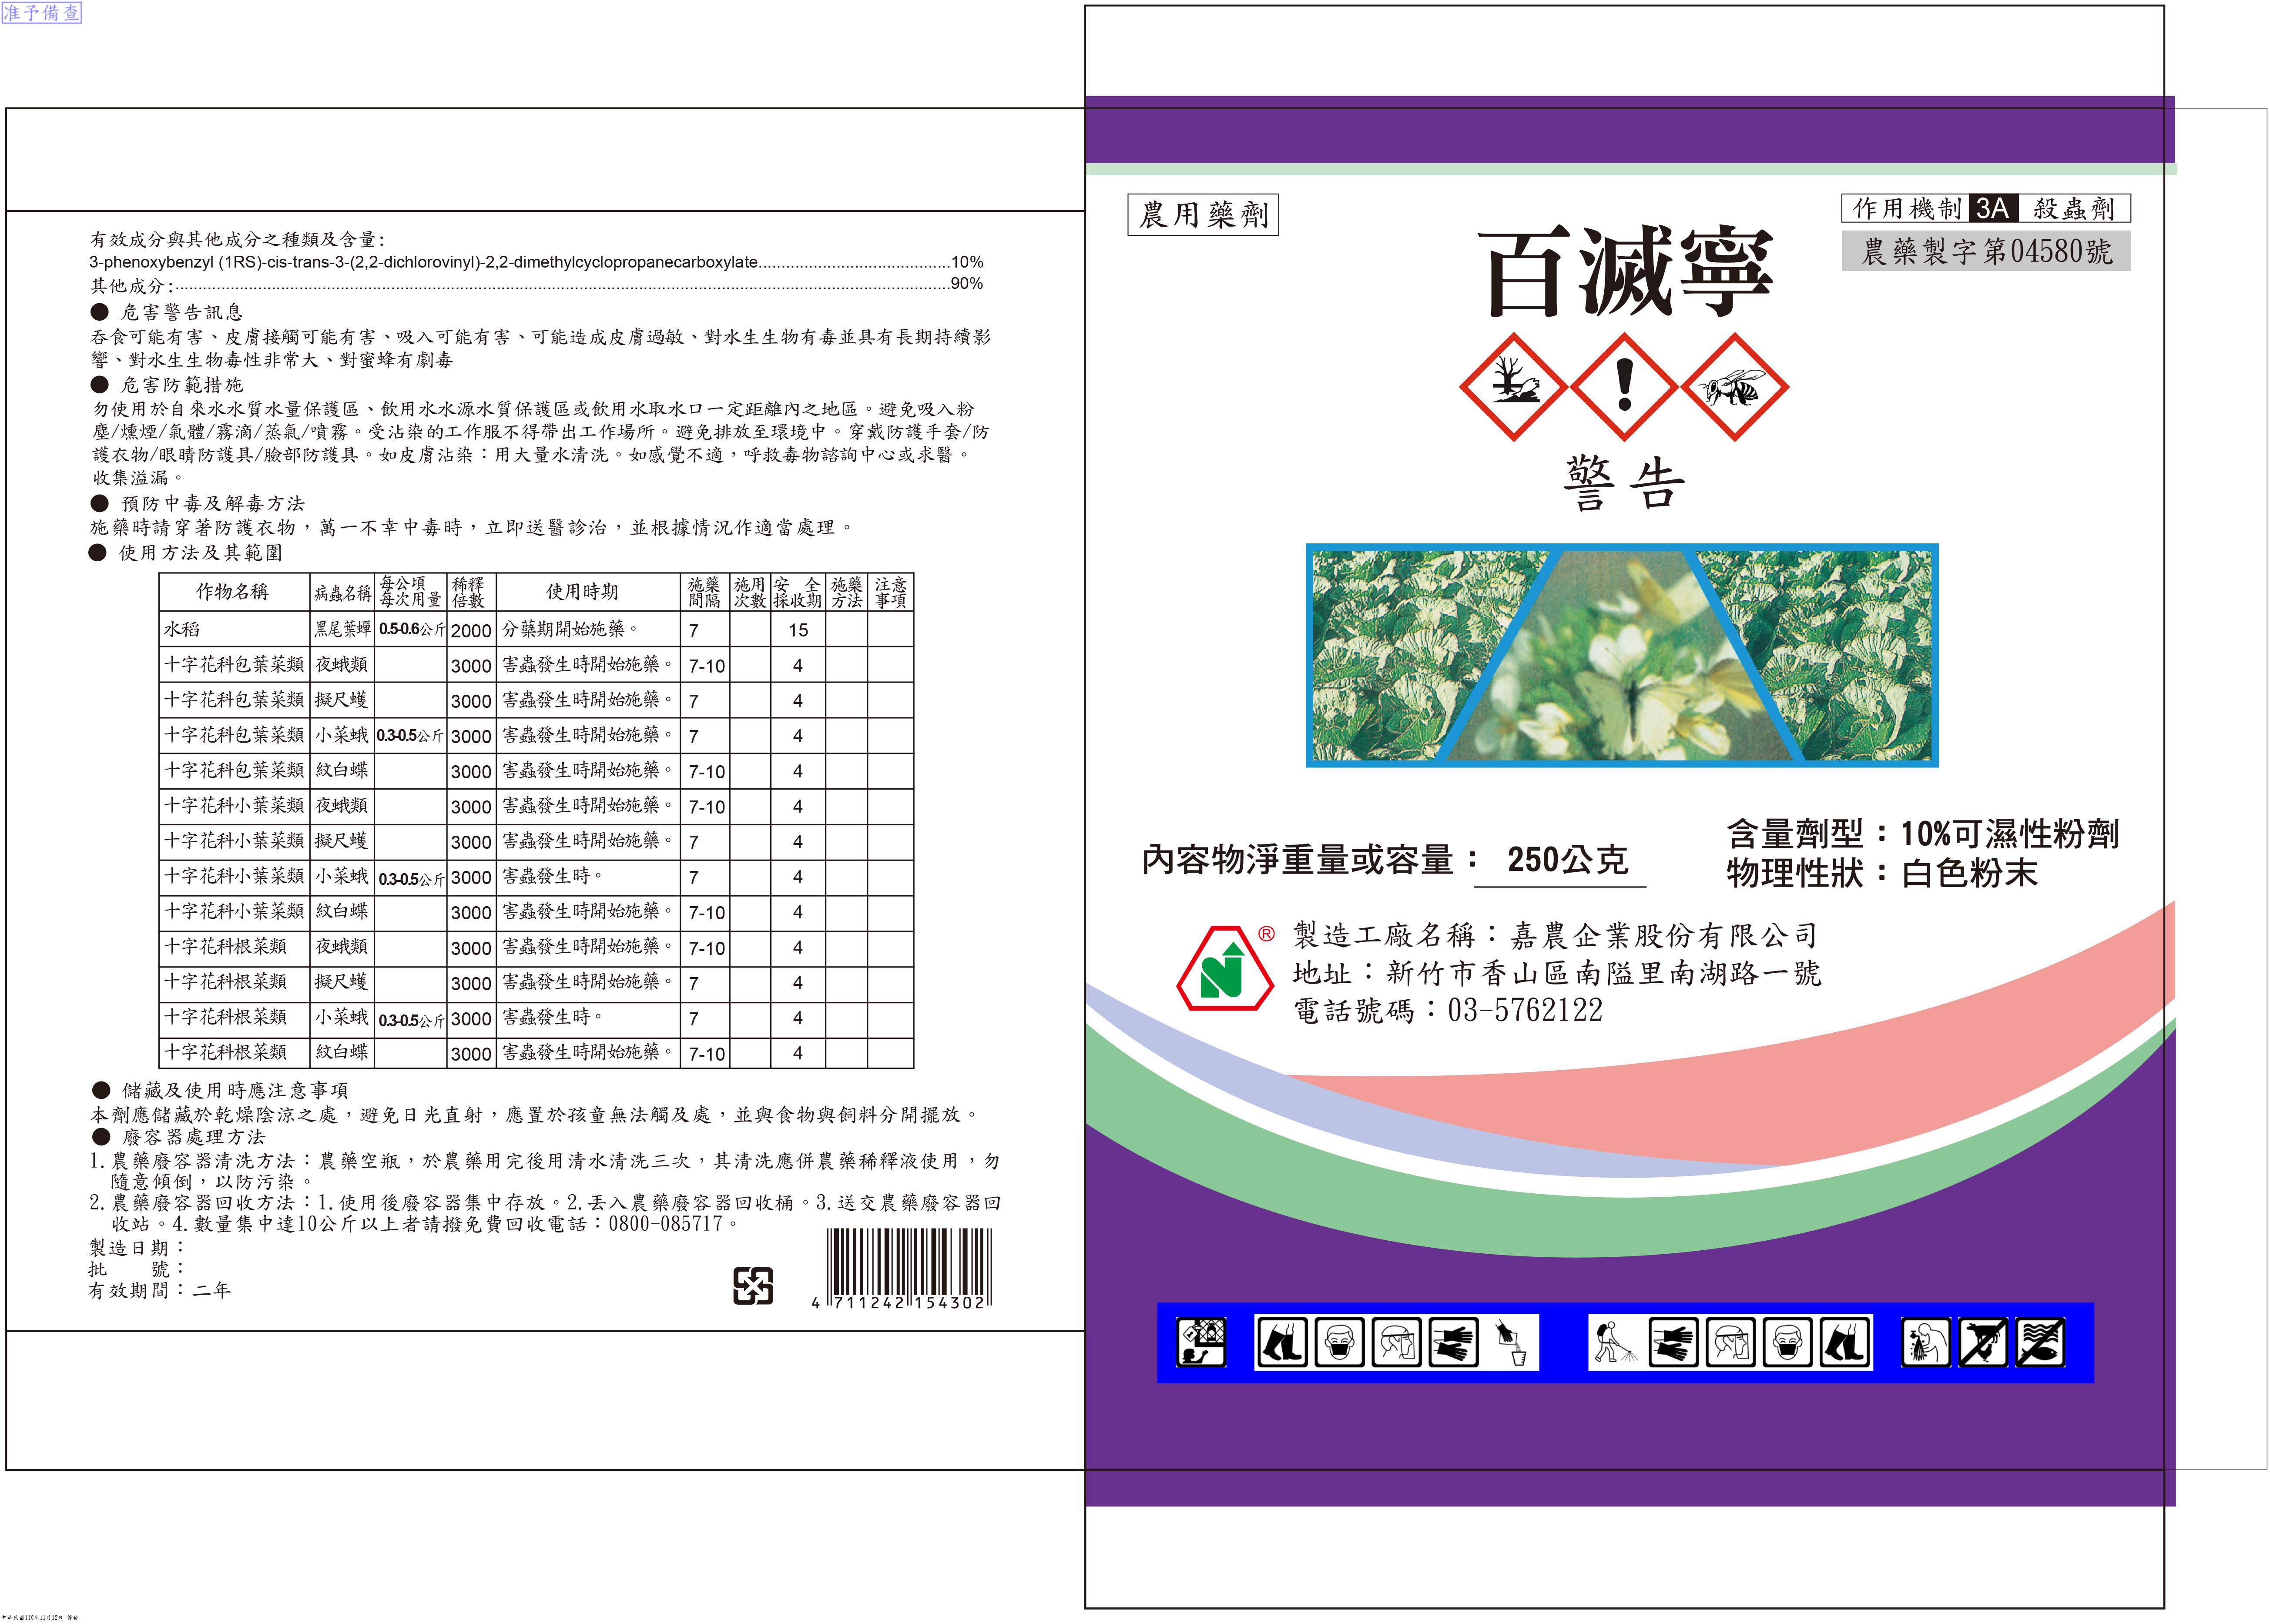 准予備查
有效成分與其他成分之種類及含量:
3-phenoxybenzyl (1RS)-cis-trans-3-(2,2-dichlorovinyl)-2,2-dimethylcyclopropanecarboxylate..........................................10%
其他成分:..........................................90%
● 危害警告訊息
吞食可能有害、皮膚接觸可能有害、吸入可能有害、可能造成皮膚過敏、對水生生物有毒並具有長期持續影
響、對水生生物毒性非常大、對蜜蜂有劇毒
● 危害防範措施
勿使用於自來水水質水量保護區、飲用水水源水質保護區或飲用水取水口一定距離內之地區。避免吸入粉
塵/燻煙/氣體/霧滴/蒸氣/噴霧。受沾染的工作服不得帶出工作場所。避免排放至環境中。穿戴防護手套/防
護衣物/眼睛防護具/臉部防護具。如皮膚沾染：用大量水清洗。如感覺不適，呼救毒物諮詢中心或求醫。
收集溢漏。
● 預防中毒及解毒方法
施藥時請穿著防護衣物，萬一不幸中毒時，立即送醫診治，並根據情況作適當處理。
● 使用方法及其範圍
作物名稱 病蟲名稱 每公頃每次用量 稀釋倍數 使用時期 施藥間隔 施用次數 安全採收期 施藥方法 注意事項
水稻 黑尾葉蟬 0.5-0.6公斤 2000 分蘗期開始施藥。 7 15
十字花科包葉菜類 夜蛾類 3000 害蟲發生時開始施藥。 7-10 4
十字花科包葉菜類 擬尺蠖 3000 害蟲發生時開始施藥。 7 4
十字花科包葉菜類 小菜蛾 0.3-0.5公斤 3000 害蟲發生時開始施藥。 7 4
十字花科包葉菜類 紋白蝶 3000 害蟲發生時開始施藥。 7-10 4
十字花科小葉菜類 夜蛾類 3000 害蟲發生時開始施藥。 7-10 4
十字花科小葉菜類 擬尺蠖 3000 害蟲發生時開始施藥。 7 4
十字花科小葉菜類 小菜蛾 0.3-0.5公斤 3000 害蟲發生時。 7 4
十字花科小葉菜類 紋白蝶 3000 害蟲發生時開始施藥。 7-10 4
十字花科根菜類 夜蛾類 3000 害蟲發生時開始施藥。 7-10 4
十字花科根菜類 擬尺蠖 3000 害蟲發生時開始施藥。 7 4
十字花科根菜類 小菜蛾 0.3-0.5公斤 3000 害蟲發生時。 7 4
十字花科根菜類 紋白蝶 3000 害蟲發生時開始施藥。 7-10 4
● 儲藏及使用時應注意事項
本劑應儲藏於乾燥陰涼之處，避免日光直射，應置於孩童無法觸及處，並與食物與飼料分開擺放。
● 廢容器處理方法
1.農藥廢容器清洗方法：農藥空瓶，於農藥用完後用清水清洗三次，其清洗應併農藥稀釋液使用，勿
隨意傾倒，以防污染。
2.農藥廢容器回收方法：1.使用後廢容器集中存放。2.丟入農藥廢容器回收桶。3.送交農藥廢容器回
收站。4.數量集中達10公斤以上者請撥免費回收電話：0800-085717。
製造日期：
批 號：
有效期間：二年
4 711242 154302
農用藥劑
作用機制 3A 殺蟲劑
農藥製字第04580號
百滅寧
警告
內容物淨重量或容量： 250公克
含量劑型：10%可濕性粉劑
物理性狀：白色粉末
®
製造工廠名稱：嘉農企業股份有限公司
地址：新竹市香山區南隘里南湖路一號
電話號碼：03-5762122
中華民國110年11月12日 簽發